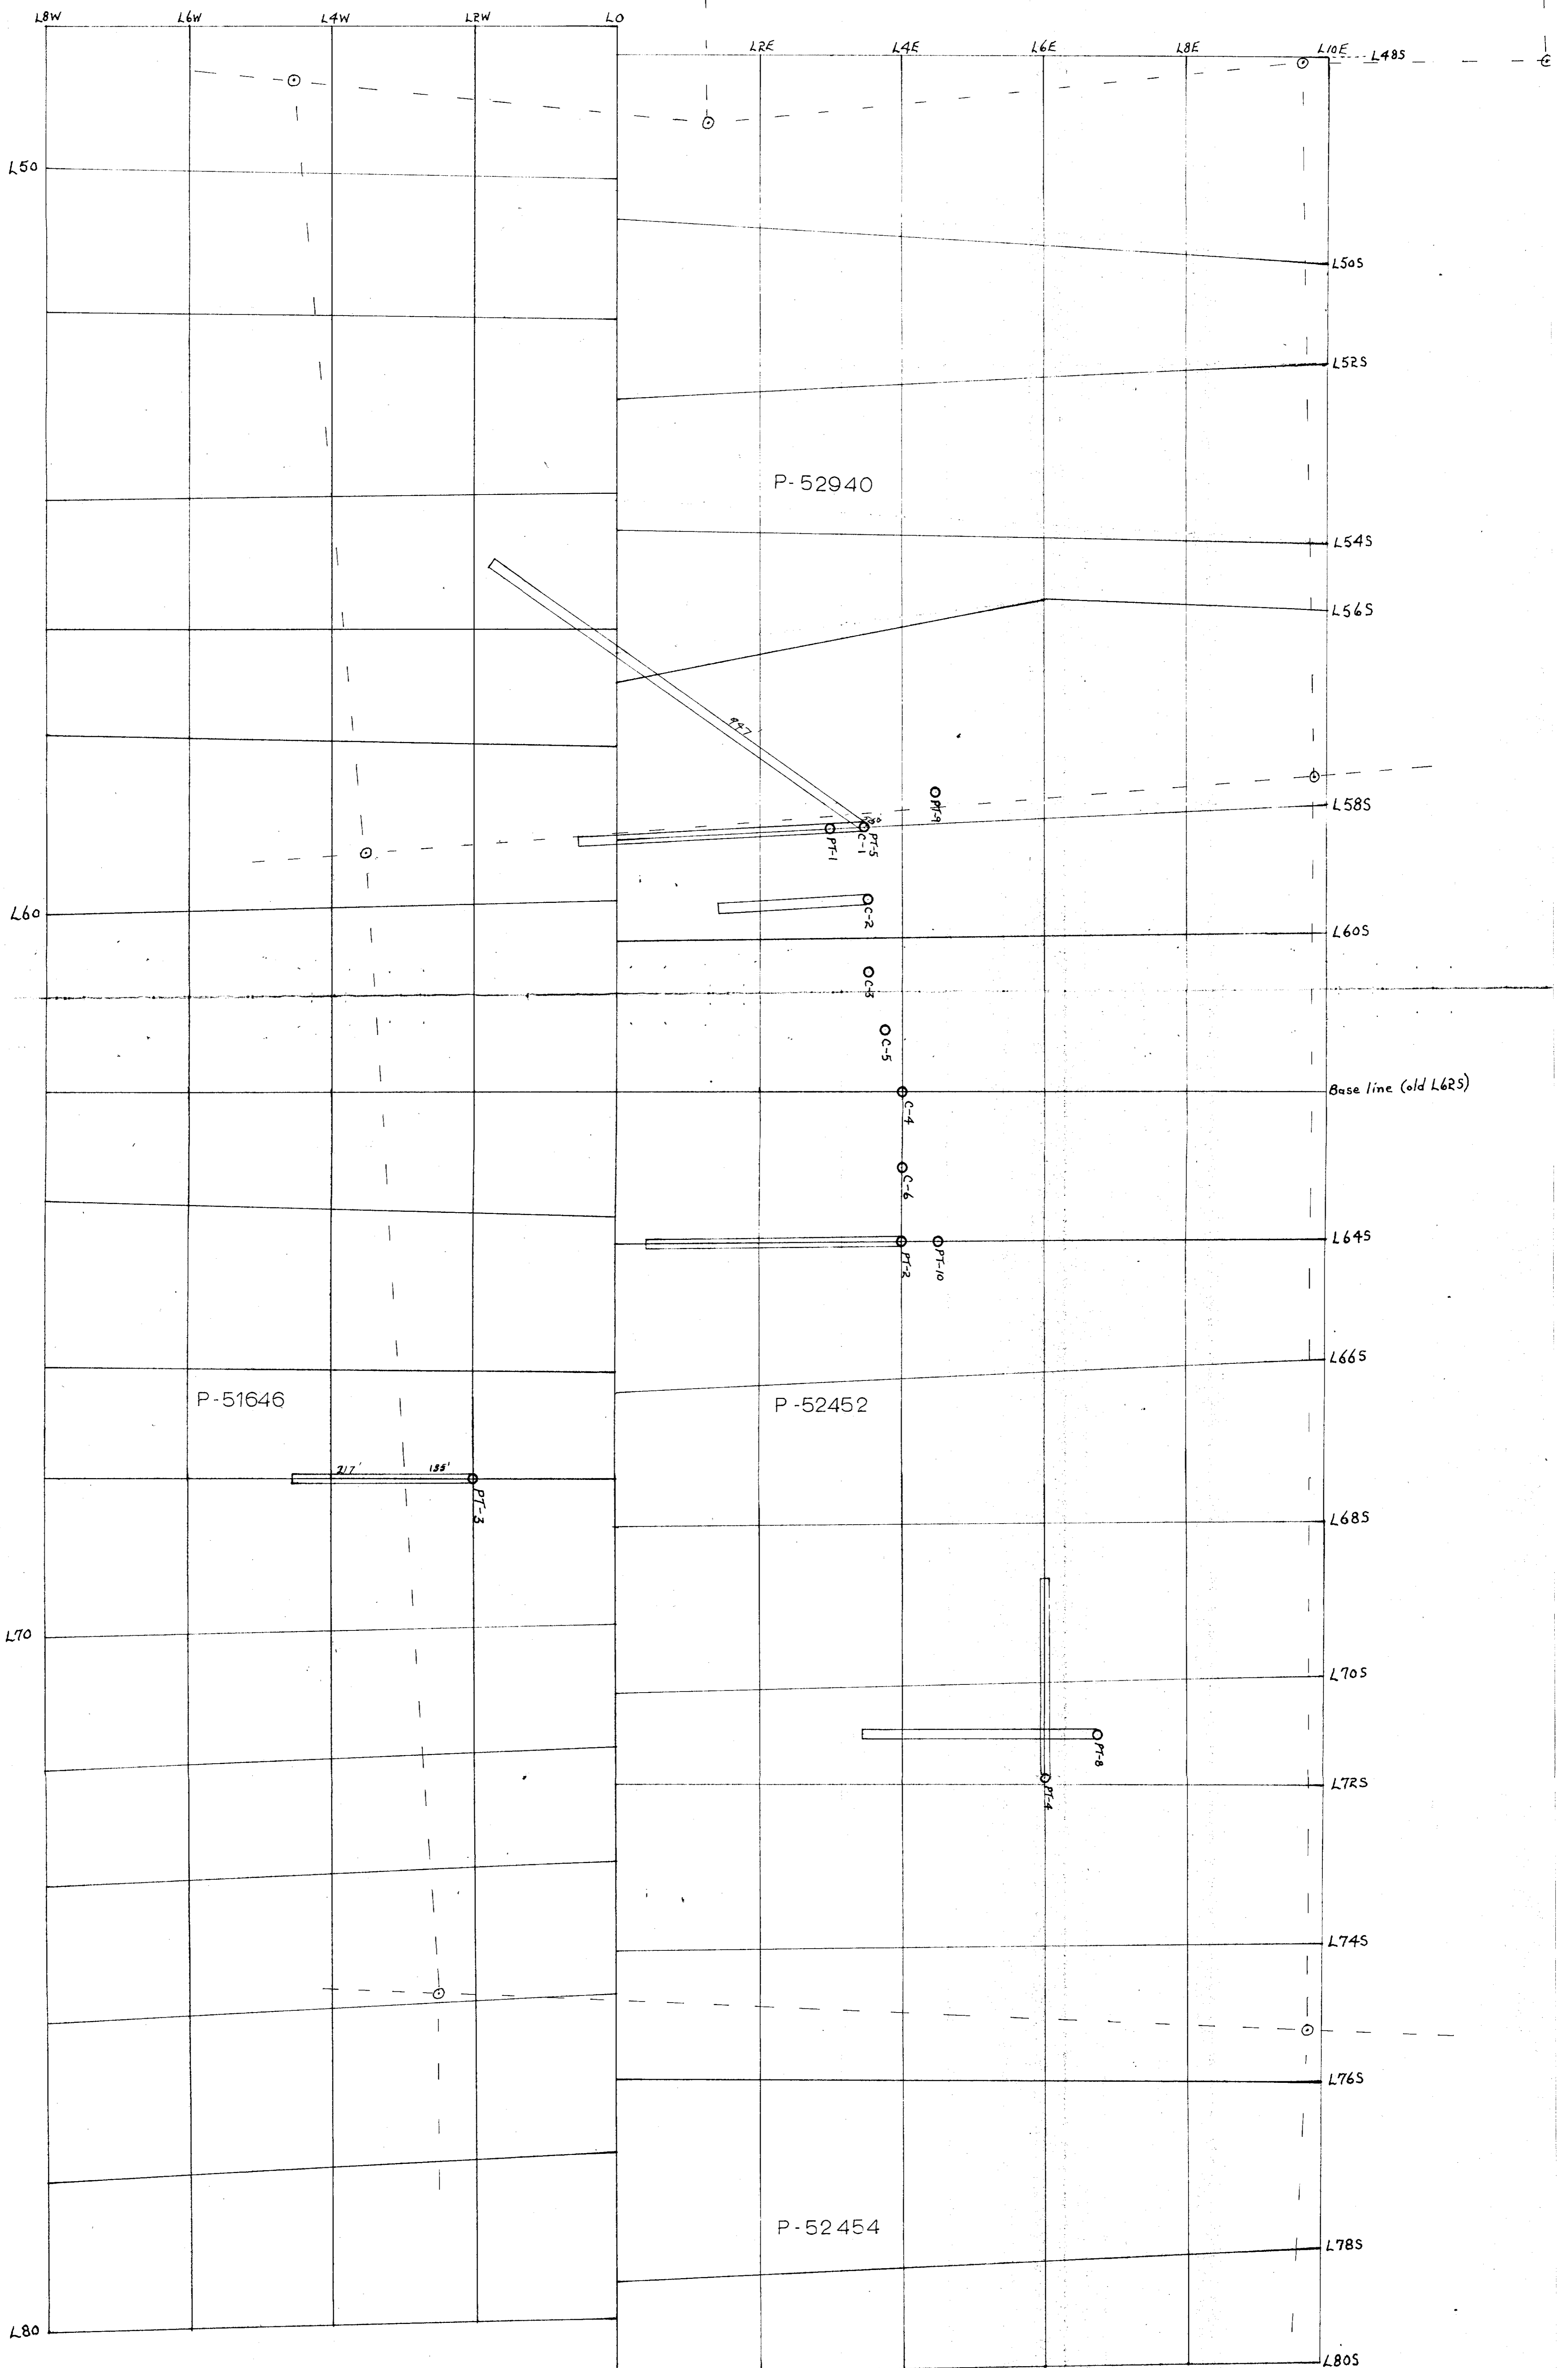 L8W L6W L4W L2W L0
L2E L4E L6E L8E L10E
L48S
L50
L50S
L52S
P-52940
L54S
L56S
947
PT-9
L58S
PT-1
C-1
PT-5
C-2
L60
L60S
C-3
C-5
Base line (old L62S)
C-4
C-6
L64S
PT-2
PT-10
L66S
P-51646
P-52452
217' 135'
PT-3
L68S
L70
L70S
PT-8
L72S
PT-4
L74S
L76S
P-52454
L78S
L80
L80S